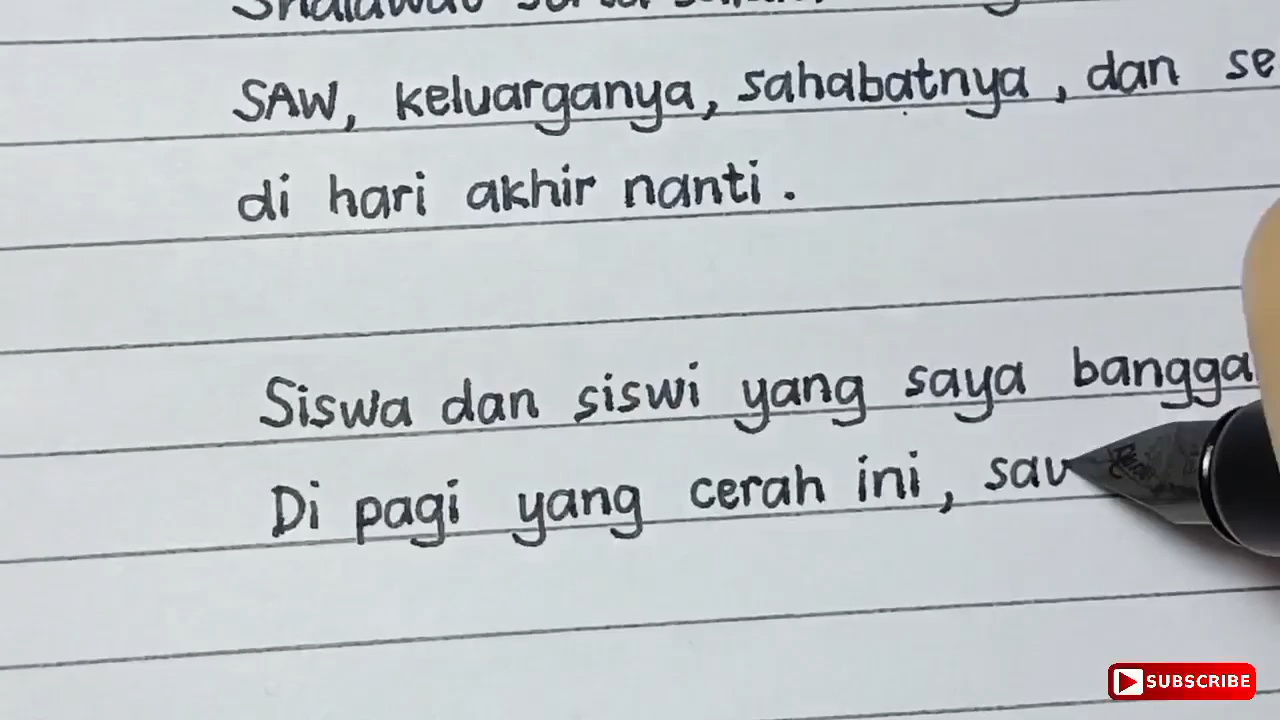 SAW, keluarganya, sahabatnya, dan se
di hari akhir nanti.
Siswa dan siswi yang saya bangga
Di pagi yang cerah ini, sau
SUBSCRIBE